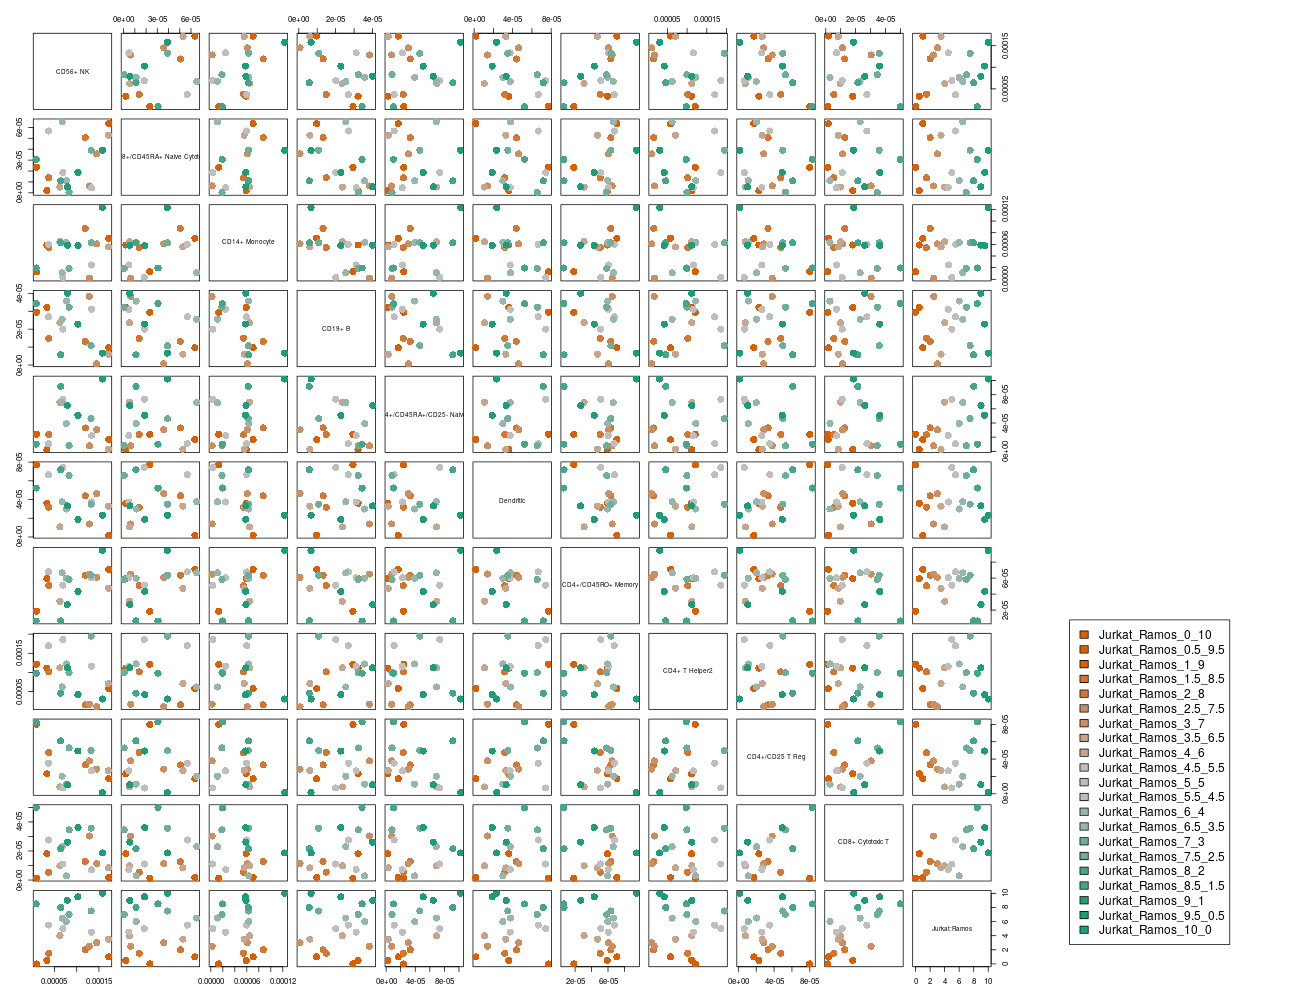 0e+00 3e-05 6e-05 0e+00 2e-05 4e-05 0e+00 4e-05 8e-05 0.00005 0.00015 0e+00 2e-05 4e-05
CD56+ NK 0.00005 0.00015
0e+00 3e-05 6e-05 8+/CD45RA+ Naive Cytot
CD14+ Monocyte 0.00000 0.00006 0.00012
0e+00 2e-05 4e-05 CD19+ B
4+/CD45RA+/CD25- Naiv 0e+00 4e-05 8e-05
0e+00 4e-05 8e-05 Dendritic
CD4+/CD45RO+ Memory 2e-05 6e-05
0.00005 0.00015 CD4+ T Helper2
CD4+/CD25 T Reg 0e+00 4e-05 8e-05
0e+00 2e-05 4e-05 CD8+ Cytotoxic T
Jurkat:Ramos 0 2 4 6 8 10
0.00005 0.00015 0.00000 0.00006 0.00012 0e+00 4e-05 8e-05 2e-05 6e-05 0e+00 4e-05 8e-05 0 2 4 6 8 10
Jurkat_Ramos_0_10
Jurkat_Ramos_0.5_9.5
Jurkat_Ramos_1_9
Jurkat_Ramos_1.5_8.5
Jurkat_Ramos_2_8
Jurkat_Ramos_2.5_7.5
Jurkat_Ramos_3_7
Jurkat_Ramos_3.5_6.5
Jurkat_Ramos_4_6
Jurkat_Ramos_4.5_5.5
Jurkat_Ramos_5_5
Jurkat_Ramos_5.5_4.5
Jurkat_Ramos_6_4
Jurkat_Ramos_6.5_3.5
Jurkat_Ramos_7_3
Jurkat_Ramos_7.5_2.5
Jurkat_Ramos_8_2
Jurkat_Ramos_8.5_1.5
Jurkat_Ramos_9_1
Jurkat_Ramos_9.5_0.5
Jurkat_Ramos_10_0